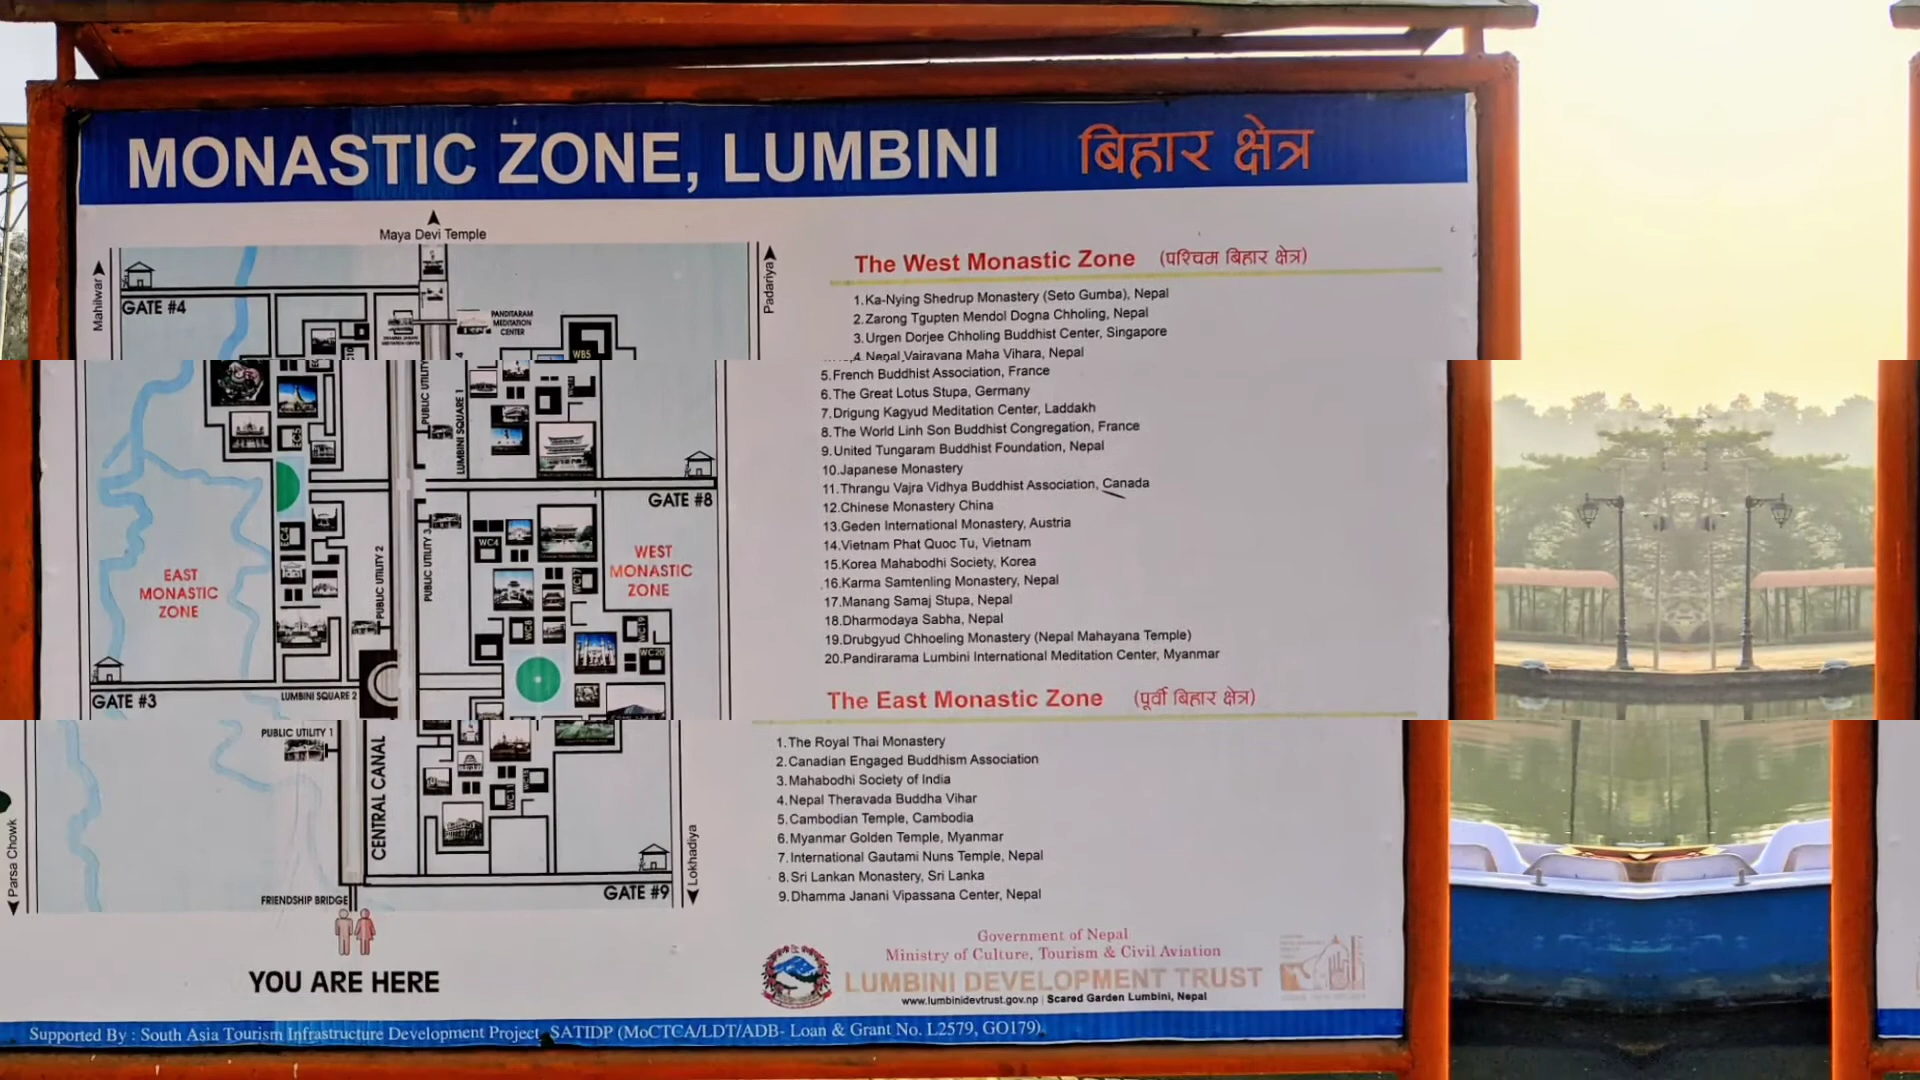 MONASTIC ZONE, LUMBINI बिहार क्षेत्र
Maya Devi Temple
Mahilwar
Padariya
GATE #4
PANDITARAM
MEDITATION
CENTER
WB5
PUBLIC UTILITY 4
LUMBINI SQUARE 1
EC5
GATE #8
EC4
WC4
PUBLIC UTILITY 2
PUBLIC UTILITY 3
EAST
MONASTIC
ZONE
WEST
MONASTIC
ZONE
WC17
WC8
WC19
WC20
GATE #3
LUMBINI SQUARE 2
PUBLIC UTILITY 1
CENTRAL CANAL
Parsa Chowk
Lokhadiya
FRIENDSHIP BRIDGE
GATE #9
YOU ARE HERE
The West Monastic Zone (पश्चिम बिहार क्षेत्र)
1.Ka-Nying Shedrup Monastery (Seto Gumba), Nepal
2.Zarong Tgupten Mendol Dogna Chholing, Nepal
3.Urgen Dorjee Chholing Buddhist Center, Singapore
4.Nepal Vairavana Maha Vihara, Nepal
5.French Buddhist Association, France
6.The Great Lotus Stupa, Germany
7.Drigung Kagyud Meditation Center, Laddakh
8.The World Linh Son Buddhist Congregation, France
9.United Tungaram Buddhist Foundation, Nepal
10.Japanese Monastery
11.Thrangu Vajra Vidhya Buddhist Association, Canada
12.Chinese Monastery China
13.Geden International Monastery, Austria
14.Vietnam Phat Quoc Tu, Vietnam
15.Korea Mahabodhi Society, Korea
16.Karma Samtenling Monastery, Nepal
17.Manang Samaj Stupa, Nepal
18.Dharmodaya Sabha, Nepal
19.Drubgyud Chhoeling Monastery (Nepal Mahayana Temple)
20.Pandirarama Lumbini International Meditation Center, Myanmar
The East Monastic Zone (पूर्वी बिहार क्षेत्र)
1.The Royal Thai Monastery
2.Canadian Engaged Buddhism Association
3.Mahabodhi Society of India
4.Nepal Theravada Buddha Vihar
5.Cambodian Temple, Cambodia
6.Myanmar Golden Temple, Myanmar
7.International Gautami Nuns Temple, Nepal
8.Sri Lankan Monastery, Sri Lanka
9.Dhamma Janani Vipassana Center, Nepal
Government of Nepal
Ministry of Culture, Tourism & Civil Aviation
LUMBINI DEVELOPMENT TRUST
www.lumbinidevtrust.gov.np | Scared Garden Lumbini, Nepal
Supported By : South Asia Tourism Infrastructure Development Project, SATIDP (MoCTCA/LDT/ADB- Loan & Grant No. L2579, GO179).